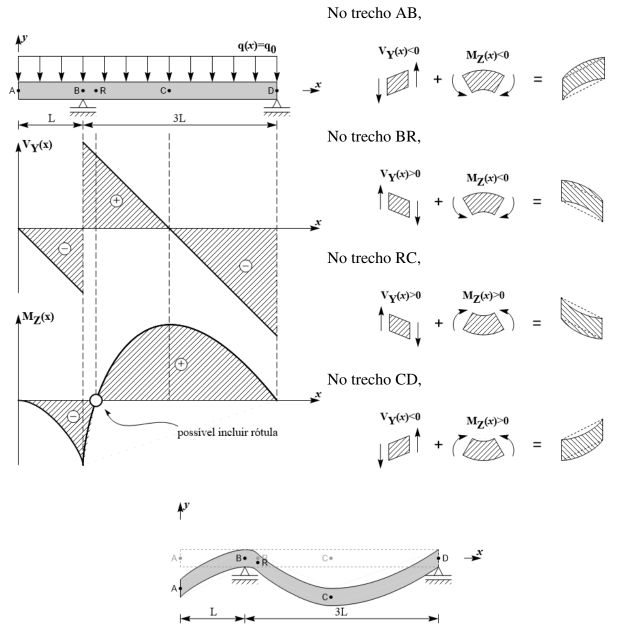 No trecho AB,
y
q(x)=q0
A B R C D x
L 3L
VY(x)
+
x
−
−
MZ(x)
+
x
−
possível incluir rótula
VY(x)<0 MZ(x)<0
+ =
No trecho BR,
VY(x)>0 MZ(x)<0
+ =
No trecho RC,
VY(x)>0 MZ(x)>0
+ =
No trecho CD,
VY(x)<0 MZ(x)>0
+ =
y
A B R C D x
A R
C
L 3L